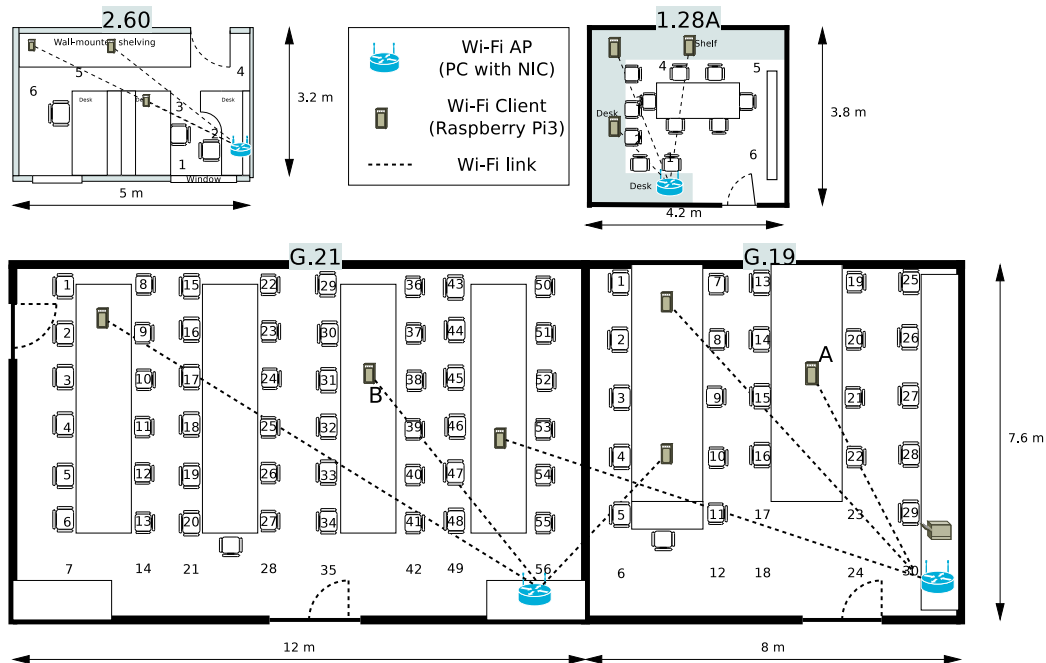 2.60
Wall-mounted shelving
5
4
6
Desk
Desk
3
2
1
Window
3.2 m
5 m
Wi-Fi AP
(PC with NIC)
Wi-Fi Client
(Raspberry Pi3)
Wi-Fi link
1.28A
Shelf
4
5
Desk
1
6
Desk
3.8 m
4.2 m
G.21
1 8 15 22 29 36 43 50
2 9 16 23 30 37 44 51
3 10 17 24 31 38 45 52
B
4 11 18 25 32 39 46 53
5 12 19 26 33 40 47 54
6 13 20 27 34 41 48 55
7 14 21 28 35 42 49 56
12 m
G.19
1 7 13 19 25
2 8 14 20 26
A
3 9 15 21 27
4 10 16 22 28
5 11 17 23 29
6 12 18 24 30
7.6 m
8 m